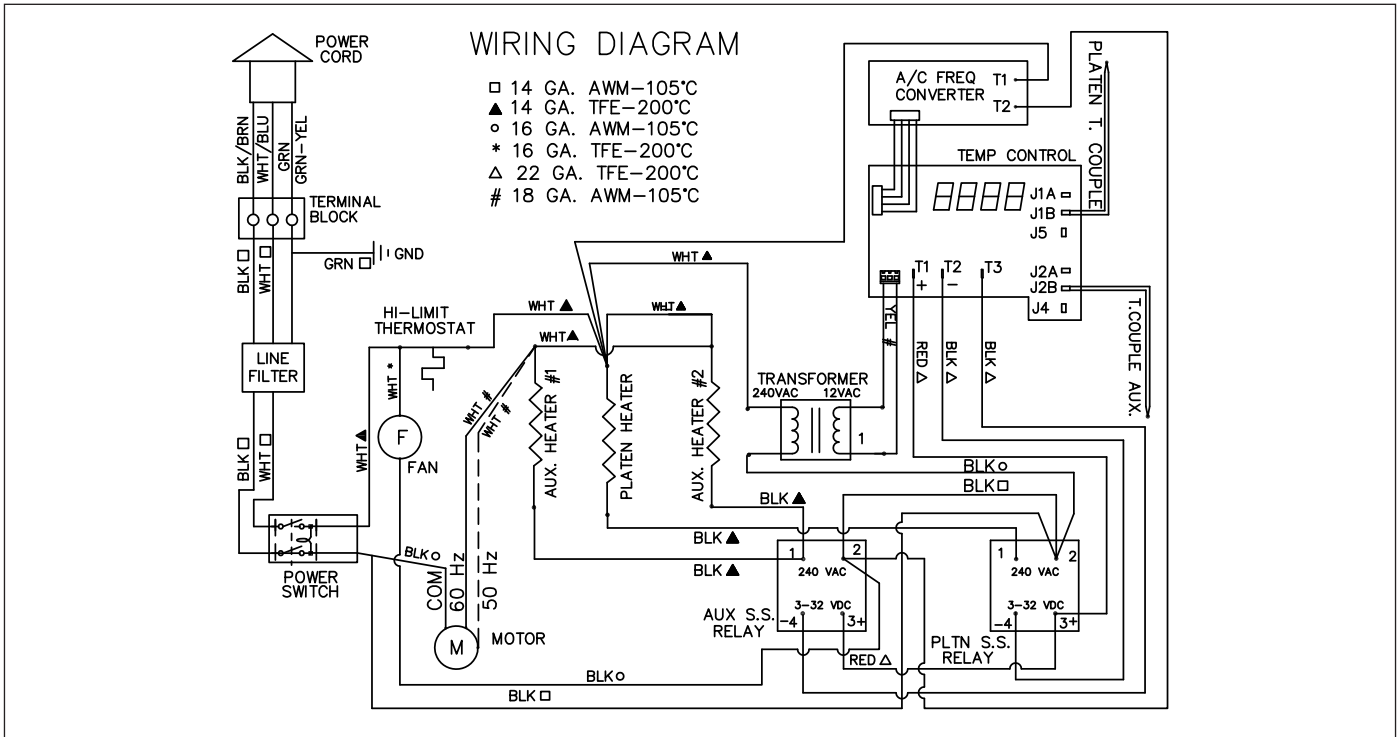 WIRING DIAGRAM
□ 14 GA. AWM-105°C
▲ 14 GA. TFE-200°C
○ 16 GA. AWM-105°C
* 16 GA. TFE-200°C
△ 22 GA. TFE-200°C
# 18 GA. AWM-105°C
POWER
CORD
BLK/BRN
WHT/BLU
GRN
GRN-YEL
TERMINAL
BLOCK
BLK □
WHT □
GRN □
GND
LINE
FILTER
BLK □
WHT □
POWER
SWITCH
HI-LIMIT
THERMOSTAT
WHT *
WHT ▲
F
FAN
BLK ○
COM
60 Hz
50 Hz
M
MOTOR
WHT #
WHT #
WHT ▲
WHT ▲
WHT ▲
WHT ▲
AUX. HEATER #1
PLATEN HEATER
AUX. HEATER #2
TRANSFORMER
240VAC
12VAC
1
A/C FREQ
CONVERTER
T1
T2
TEMP CONTROL
8888
J1A
J1B
J5
J2A
J2B
J4
T1
+
T2
-
T3
PLATEN T. COUPLE
T.COUPLE AUX.
YEL #
RED △
BLK △
BLK △
BLK ○
BLK □
BLK ▲
BLK ▲
BLK ▲
1
2
240 VAC
3-32 VDC
-4
3+
AUX S.S.
RELAY
1
2
240 VAC
3-32 VDC
-4
3+
PLTN S.S.
RELAY
RED △
BLK ○
BLK □